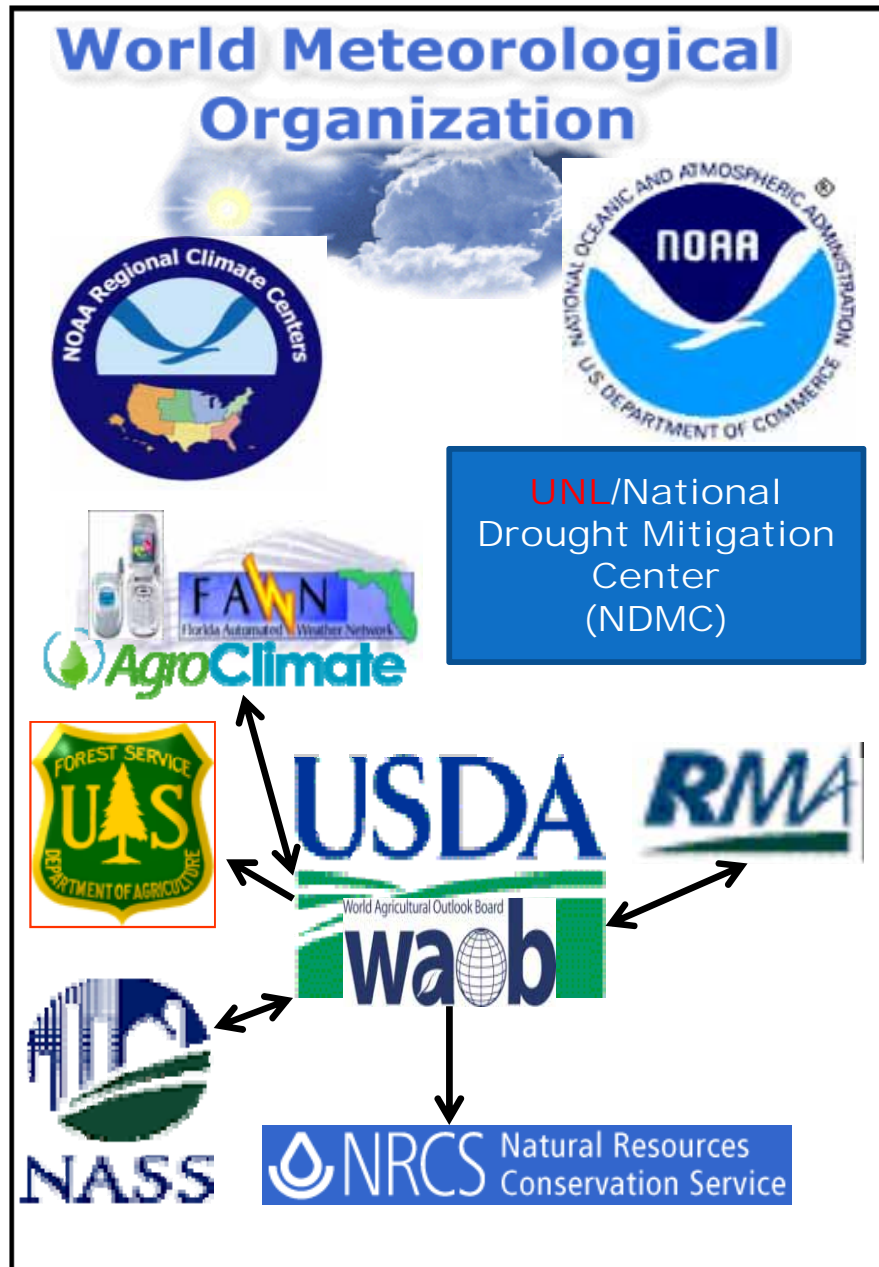 World Meteorological
Organization
NOAA Regional Climate Centers
NATIONAL OCEANIC AND ATMOSPHERIC ADMINISTRATION
®
NOAA
U.S. DEPARTMENT OF COMMERCE
UNL/National
Drought Mitigation
Center
(NDMC)
FAWN
Florida Automated Weather Network
AgroClimate
FOREST SERVICE
U S
DEPARTMENT OF AGRICULTURE
USDA
RMA
World Agricultural Outlook Board
waob
NASS
NRCS Natural Resources
Conservation Service